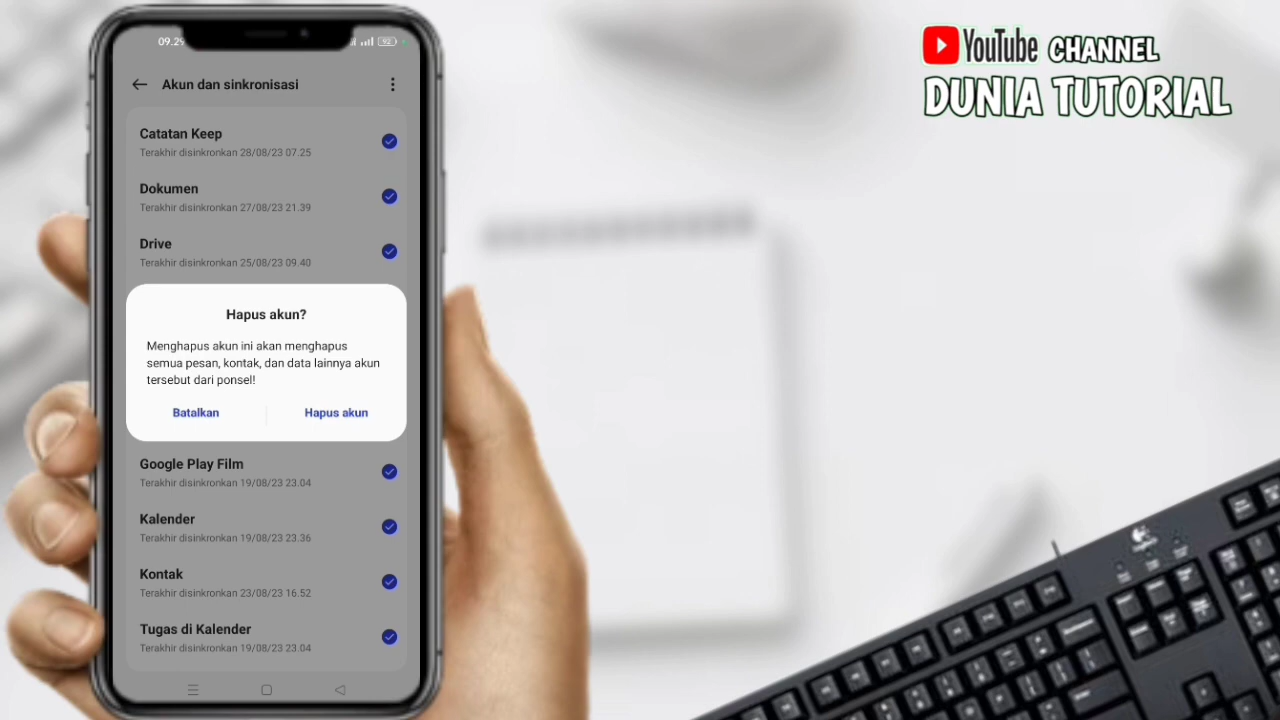 09.29
92
Akun dan sinkronisasi
Catatan Keep
Terakhir disinkronkan 28/08/23 07.25
Dokumen
Terakhir disinkronkan 27/08/23 21.39
Drive
Terakhir disinkronkan 25/08/23 09.40
Hapus akun?
Menghapus akun ini akan menghapus
semua pesan, kontak, dan data lainnya akun
tersebut dari ponsel!
Batalkan
Hapus akun
Google Play Film
Terakhir disinkronkan 19/08/23 23.04
Kalender
Terakhir disinkronkan 19/08/23 23.36
Kontak
Terakhir disinkronkan 23/08/23 16.52
Tugas di Kalender
Terakhir disinkronkan 19/08/23 23.04
YouTube CHANNEL
DUNIA TUTORIAL